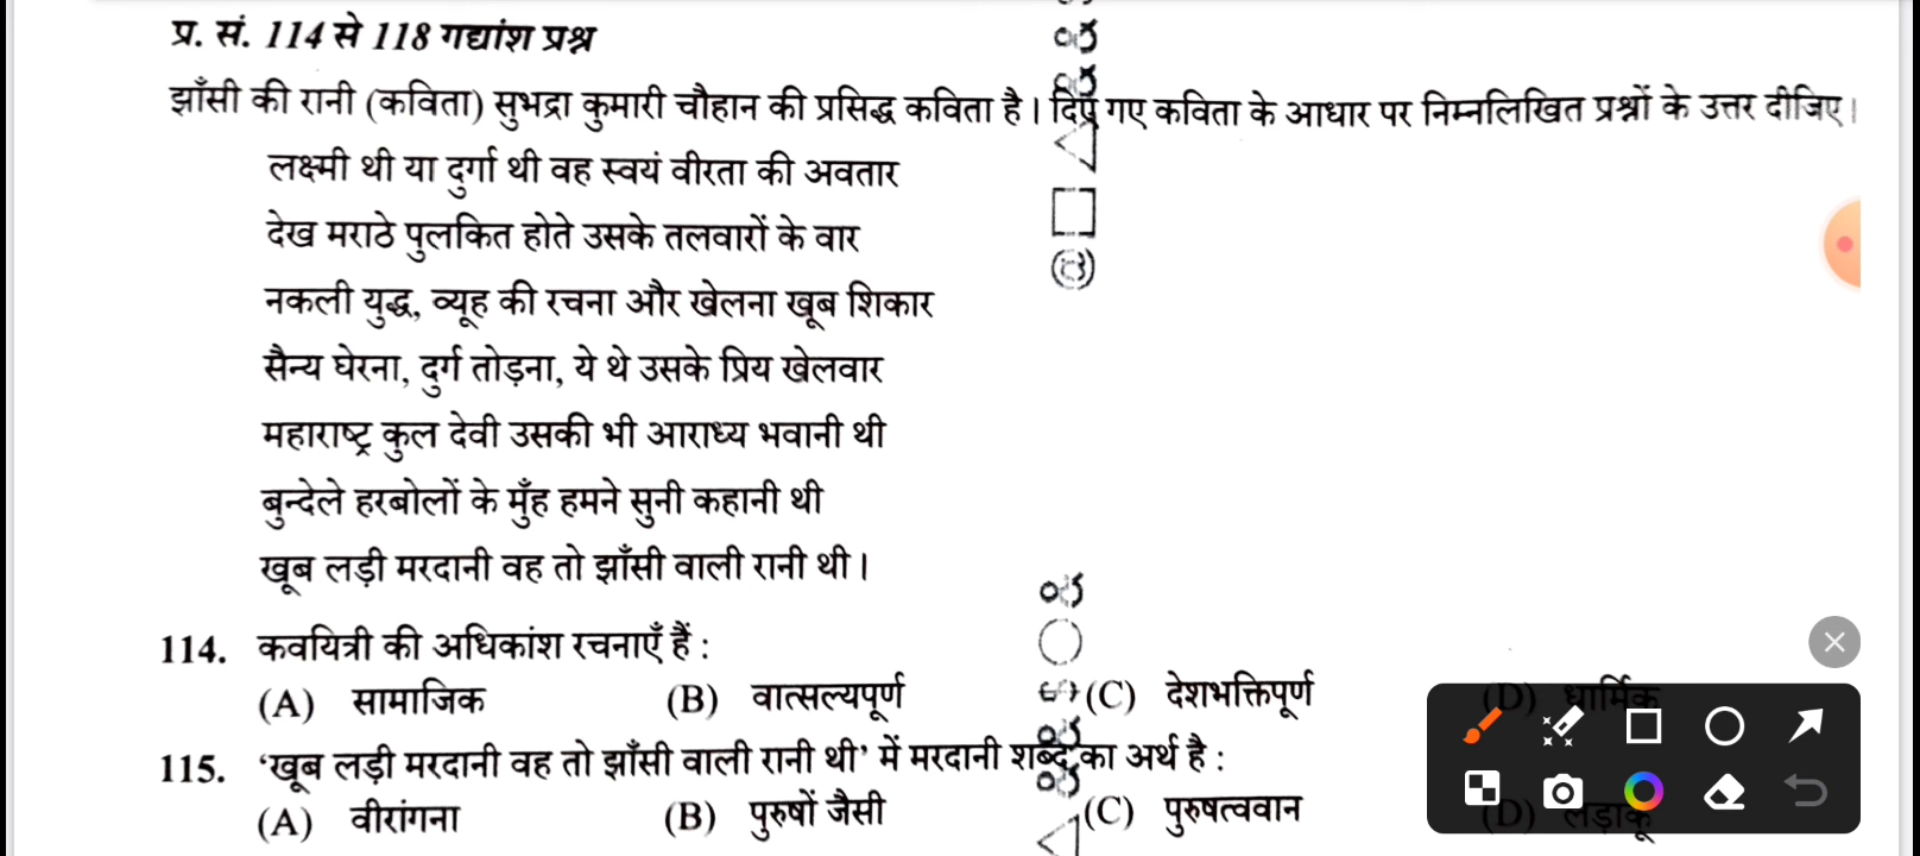 प्र. सं. 114 से 118 गद्यांश प्रश्न
झाँसी की रानी (कविता) सुभद्रा कुमारी चौहान की प्रसिद्ध कविता है। दिए गए कविता के आधार पर निम्नलिखित प्रश्नों के उत्तर दीजिए।
लक्ष्मी थी या दुर्गा थी वह स्वयं वीरता की अवतार
देख मराठे पुलकित होते उसके तलवारों के वार
नकली युद्ध, व्यूह की रचना और खेलना खूब शिकार
सैन्य घेरना, दुर्ग तोड़ना, ये थे उसके प्रिय खेलवार
महाराष्ट्र कुल देवी उसकी भी आराध्य भवानी थी
बुन्देले हरबोलों के मुँह हमने सुनी कहानी थी
खूब लड़ी मरदानी वह तो झाँसी वाली रानी थी।
114. कवयित्री की अधिकांश रचनाएँ हैं :
(A) सामाजिक (B) वात्सल्यपूर्ण (C) देशभक्तिपूर्ण (D) धार्मिक
115. ‘खूब लड़ी मरदानी वह तो झाँसी वाली रानी थी’ में मरदानी शब्द का अर्थ है :
(A) वीरांगना (B) पुरुषों जैसी (C) पुरुषत्ववान (D) लड़ाकू